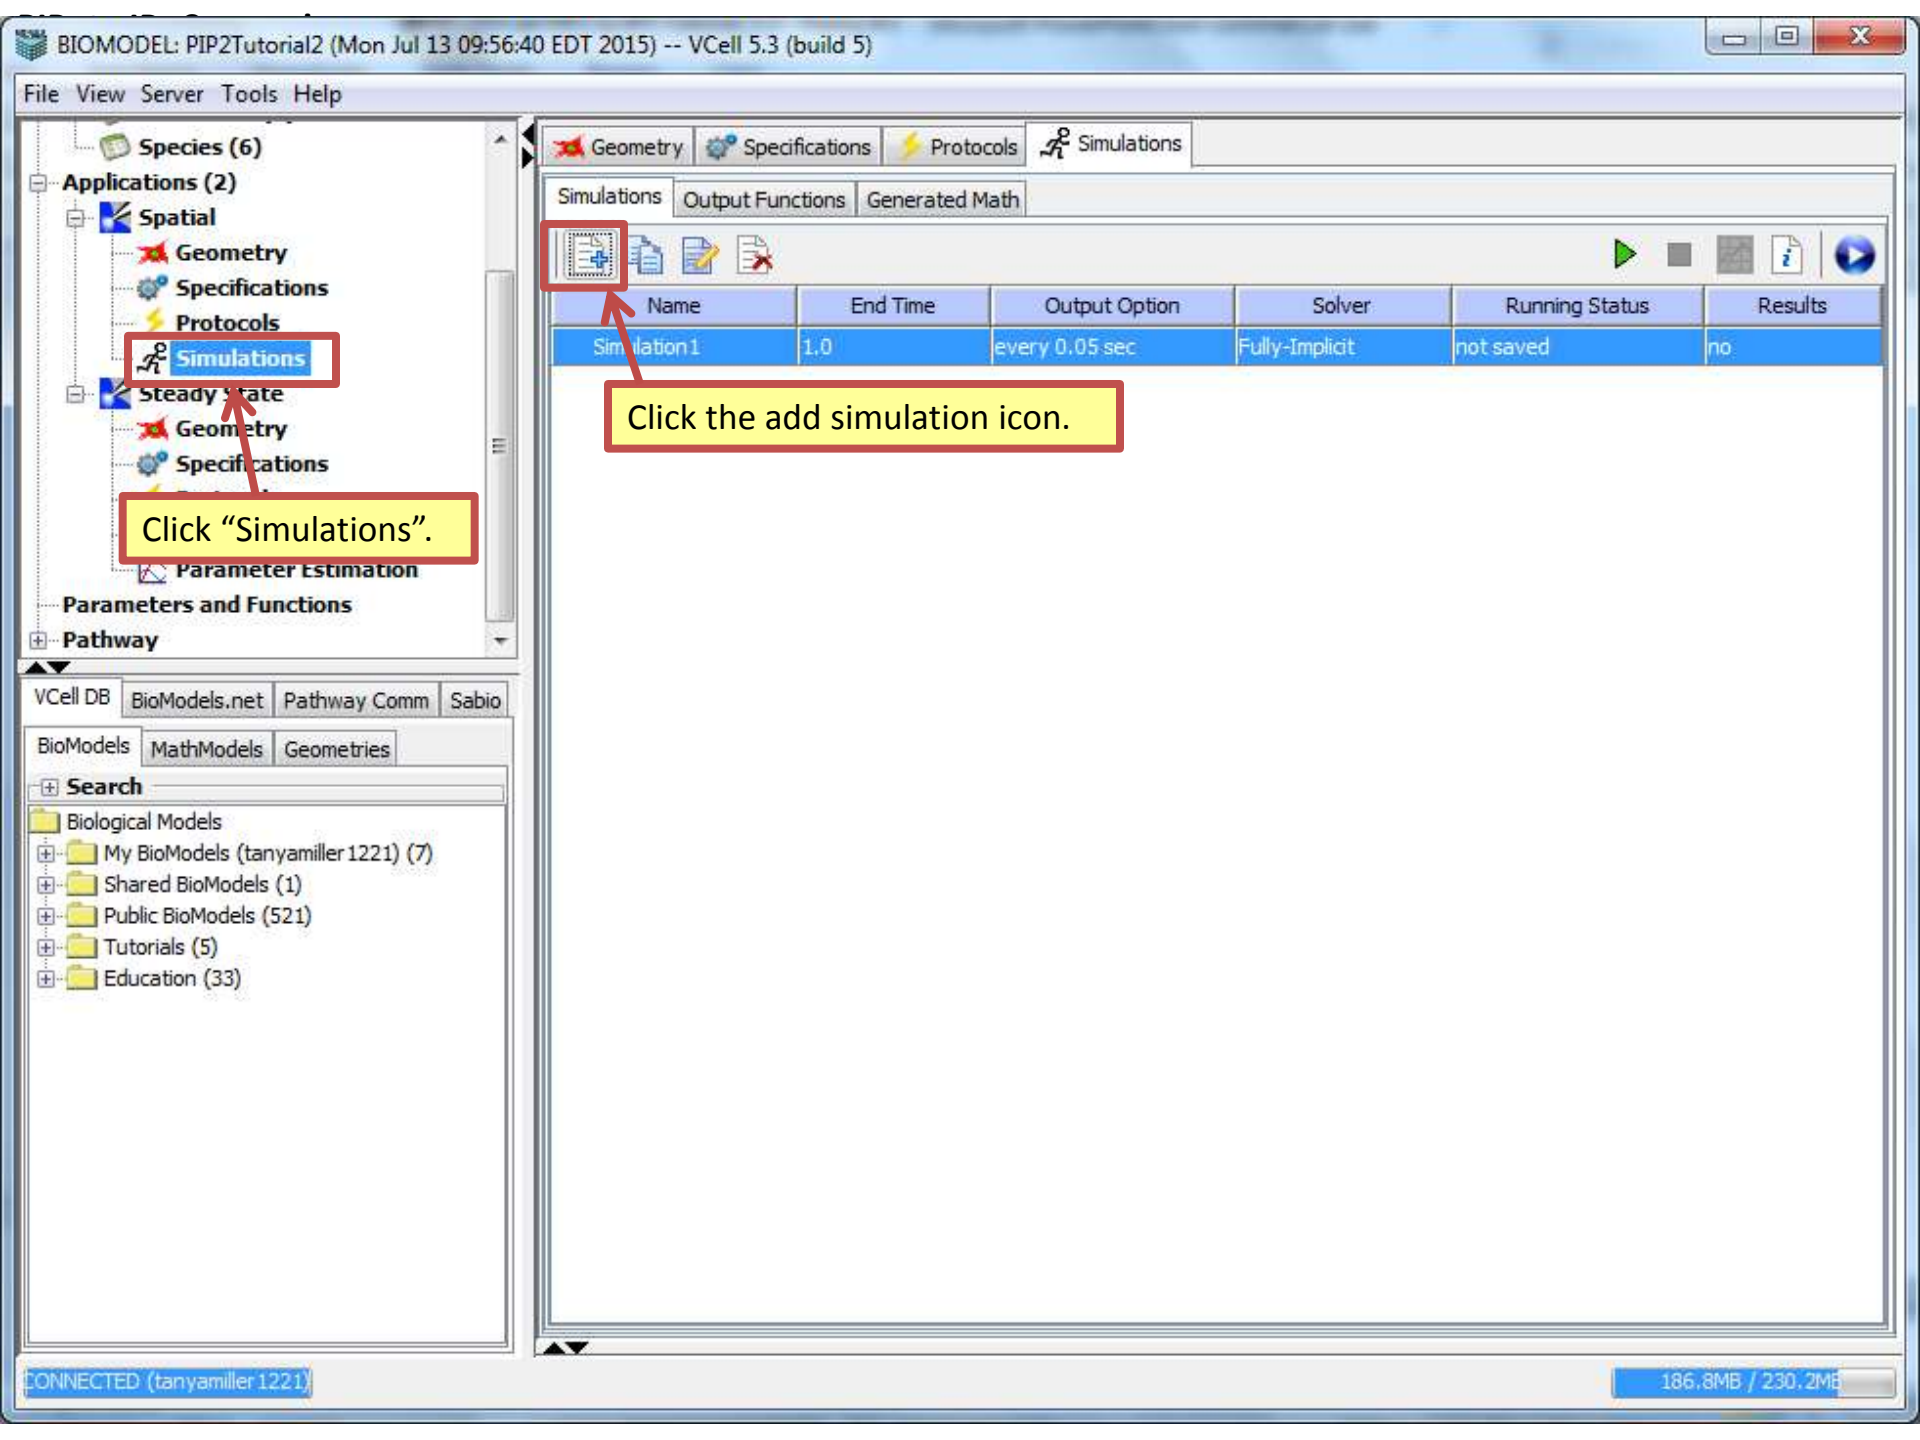 BIOMODEL: PIP2Tutorial2 (Mon Jul 13 09:56:40 EDT 2015) -- VCell 5.3 (build 5)
File View Server Tools Help
Species (6)
Applications (2)
Spatial
Geometry
Specifications
Protocols
Simulations
Steady State
Geometry
Specifications
Click “Simulations”.
Parameter Estimation
Parameters and Functions
Pathway
VCell DB BioModels.net Pathway Comm Sabio
BioModels MathModels Geometries
Search
Biological Models
My BioModels (tanyamiller1221) (7)
Shared BioModels (1)
Public BioModels (521)
Tutorials (5)
Education (33)
Geometry Specifications Protocols Simulations
Simulations Output Functions Generated Math
Name End Time Output Option Solver Running Status Results
Simulation1 1.0 every 0.05 sec Fully-Implicit not saved no
Click the add simulation icon.
CONNECTED (tanyamiller1221)
186.8MB / 230.2MB